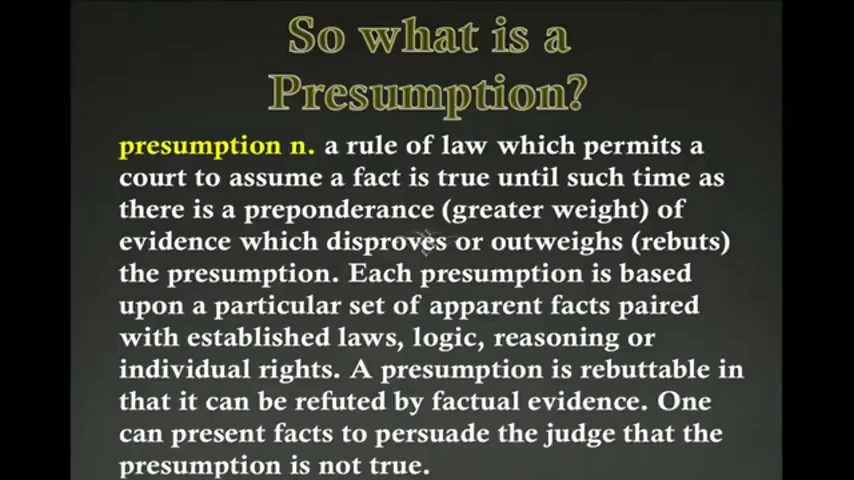 So what is a
Presumption?
presumption n. a rule of law which permits a
court to assume a fact is true until such time as
there is a preponderance (greater weight) of
evidence which disproves or outweighs (rebuts)
the presumption. Each presumption is based
upon a particular set of apparent facts paired
with established laws, logic, reasoning or
individual rights. A presumption is rebuttable in
that it can be refuted by factual evidence. One
can present facts to persuade the judge that the
presumption is not true.